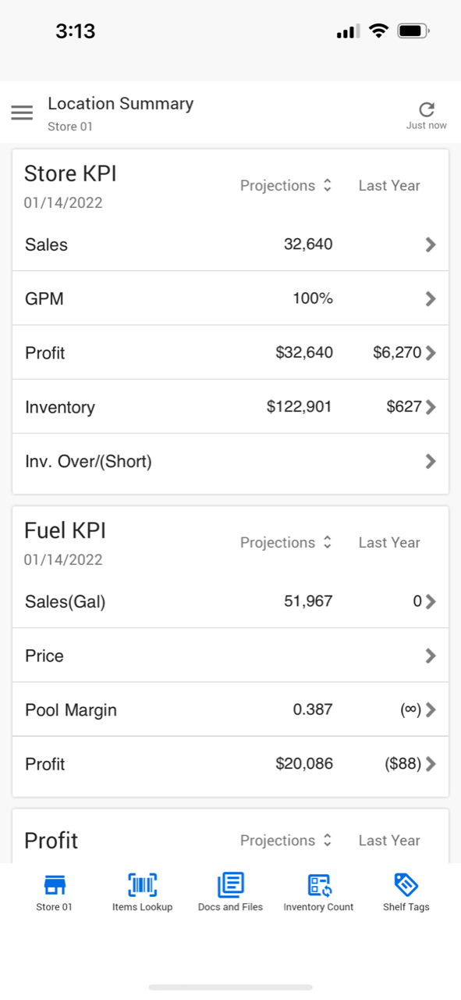 3:13
Location Summary
Store 01
Just now
Store KPI
Projections Last Year
01/14/2022
Sales 32,640
GPM 100%
Profit $32,640 $6,270
Inventory $122,901 $627
Inv. Over/(Short)
Fuel KPI
Projections Last Year
01/14/2022
Sales(Gal) 51,967 0
Price
Pool Margin 0.387 (∞)
Profit $20,086 ($88)
Profit Projections Last Year
Store 01 Items Lookup Docs and Files Inventory Count Shelf Tags